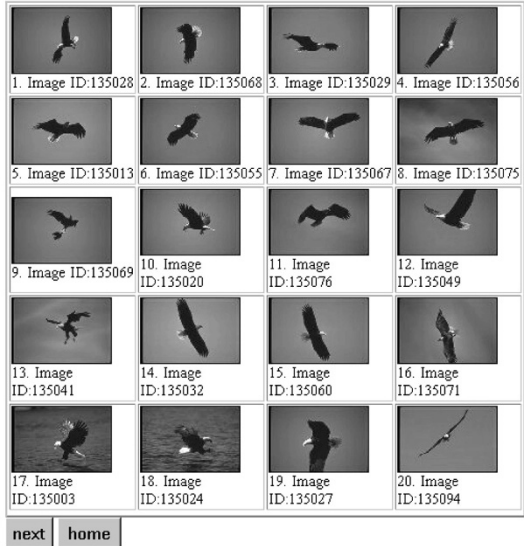 1. Image ID:135028
2. Image ID:135068
3. Image ID:135029
4. Image ID:135056
5. Image ID:135013
6. Image ID:135055
7. Image ID:135067
8. Image ID:135075
9. Image ID:135069
10. Image
ID:135020
11. Image
ID:135076
12. Image
ID:135049
13. Image
ID:135041
14. Image
ID:135032
15. Image
ID:135060
16. Image
ID:135071
17. Image
ID:135003
18. Image
ID:135024
19. Image
ID:135027
20. Image
ID:135094
next
home